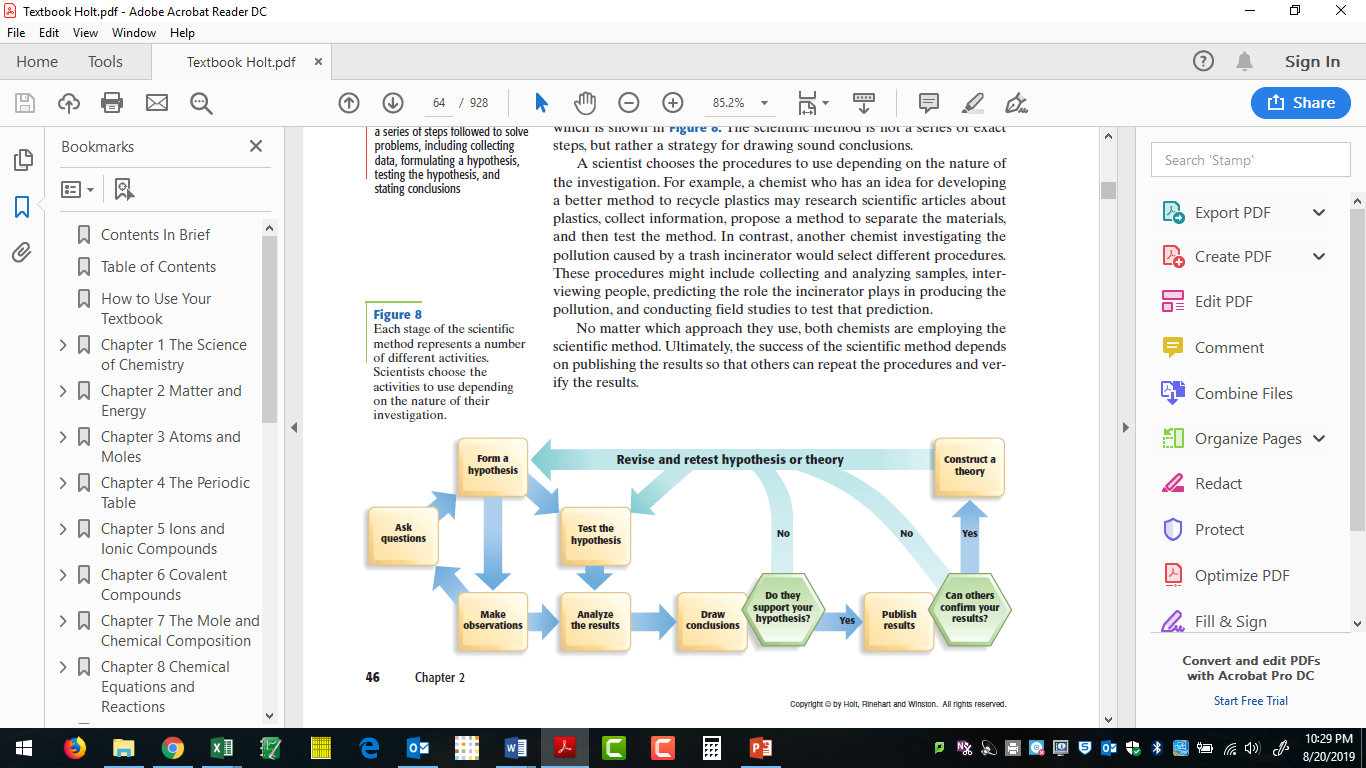 Textbook Holt.pdf - Adobe Acrobat Reader DC
File Edit View Window Help
Home Tools Textbook Holt.pdf × Sign In
64 / 928 85.2% Share
Bookmarks
Contents In Brief
Table of Contents
How to Use Your
Textbook
Chapter 1 The Science
of Chemistry
Chapter 2 Matter and
Energy
Chapter 3 Atoms and
Moles
Chapter 4 The Periodic
Table
Chapter 5 Ions and
Ionic Compounds
Chapter 6 Covalent
Compounds
Chapter 7 The Mole and
Chemical Composition
Chapter 8 Chemical
Equations and
Reactions
a series of steps followed to solve
problems, including collecting
data, formulating a hypothesis,
testing the hypothesis, and
stating conclusions
which is shown in Figure 8. The scientific method is not a series of exact
steps, but rather a strategy for drawing sound conclusions.
A scientist chooses the procedures to use depending on the nature of
the investigation. For example, a chemist who has an idea for developing
a better method to recycle plastics may research scientific articles about
plastics, collect information, propose a method to separate the materials,
and then test the method. In contrast, another chemist investigating the
pollution caused by a trash incinerator would select different procedures.
These procedures might include collecting and analyzing samples, inter-
viewing people, predicting the role the incinerator plays in producing the
pollution, and conducting field studies to test that prediction.
No matter which approach they use, both chemists are employing the
scientific method. Ultimately, the success of the scientific method depends
on publishing the results so that others can repeat the procedures and ver-
ify the results.
Figure 8
Each stage of the scientific
method represents a number
of different activities.
Scientists choose the
activities to use depending
on the nature of their
investigation.
Form a
hypothesis
Revise and retest hypothesis or theory
Construct a
theory
Ask
questions
Test the
hypothesis
No
No
Yes
Make
observations
Analyze
the results
Draw
conclusions
Do they
support your
hypothesis?
Yes
Publish
results
Can others
confirm your
results?
46 Chapter 2
Copyright © by Holt, Rinehart and Winston. All rights reserved.
Search 'Stamp'
Export PDF
Create PDF
Edit PDF
Comment
Combine Files
Organize Pages
Redact
Protect
Optimize PDF
Fill & Sign
Convert and edit PDFs
with Acrobat Pro DC
Start Free Trial
10:29 PM
8/20/2019